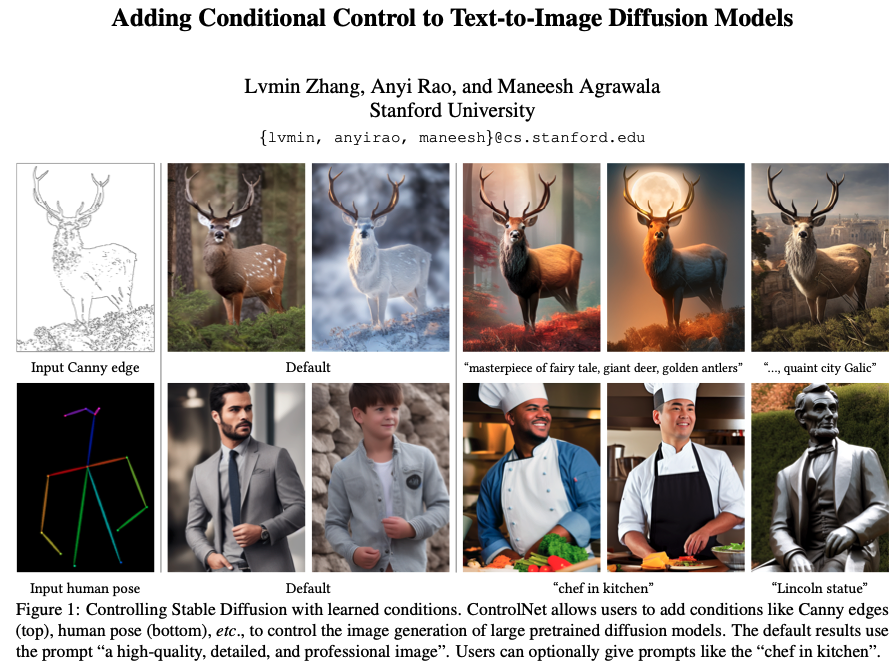 Adding Conditional Control to Text-to-Image Diffusion Models
Lvmin Zhang, Anyi Rao, and Maneesh Agrawala
Stanford University
{lvmin, anyirao, maneesh}@cs.stanford.edu
Input Canny edge
Default
“masterpiece of fairy tale, giant deer, golden antlers”
“..., quaint city Galic”
Input human pose
Default
“chef in kitchen”
“Lincoln statue”
Figure 1: Controlling Stable Diffusion with learned conditions. ControlNet allows users to add conditions like Canny edges
(top), human pose (bottom), etc., to control the image generation of large pretrained diffusion models. The default results use
the prompt “a high-quality, detailed, and professional image”. Users can optionally give prompts like the “chef in kitchen”.